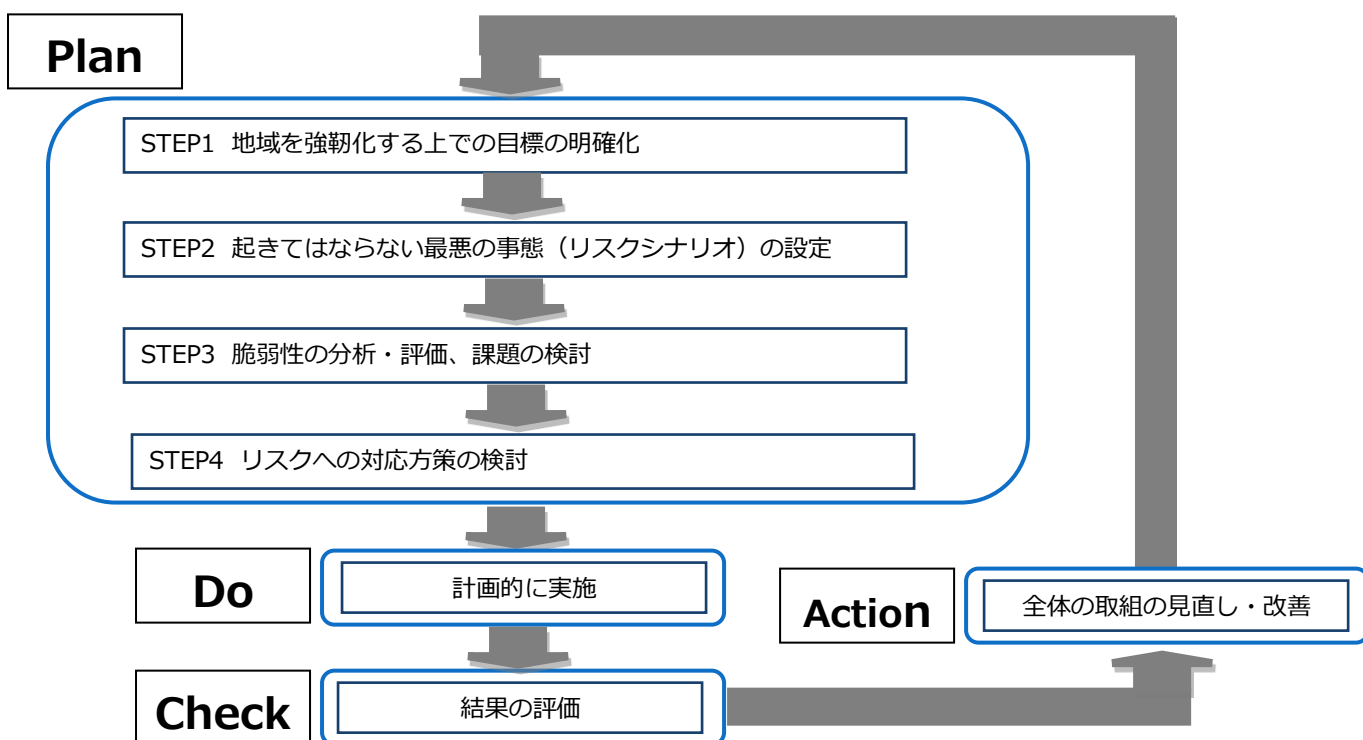 Plan
STEP1 地域を強靭化する上での目標の明確化
STEP2 起きてはならない最悪の事態（リスクシナリオ）の設定
STEP3 脆弱性の分析・評価、課題の検討
STEP4 リスクへの対応方策の検討
Do
計画的に実施
Action
全体の取組の見直し・改善
Check
結果の評価